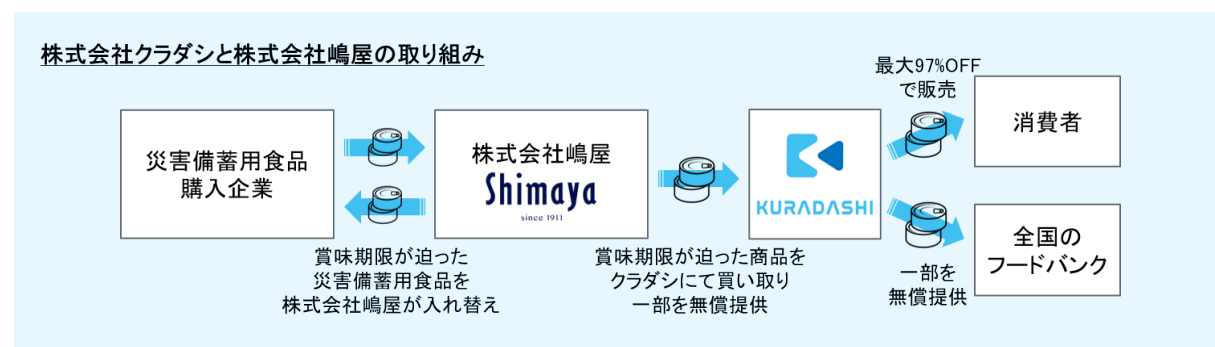 株式会社クラダシと株式会社嶋屋の取り組み
災害備蓄用食品
購入企業
賞味期限が迫った
災害備蓄用食品を
株式会社嶋屋が入れ替え
株式会社嶋屋
Shimaya
since 1911
賞味期限が迫った商品を
クラダシにて買い取り
一部を無償提供
KURADASHI
最大97%OFF
で販売
消費者
一部を
無償提供
全国の
フードバンク